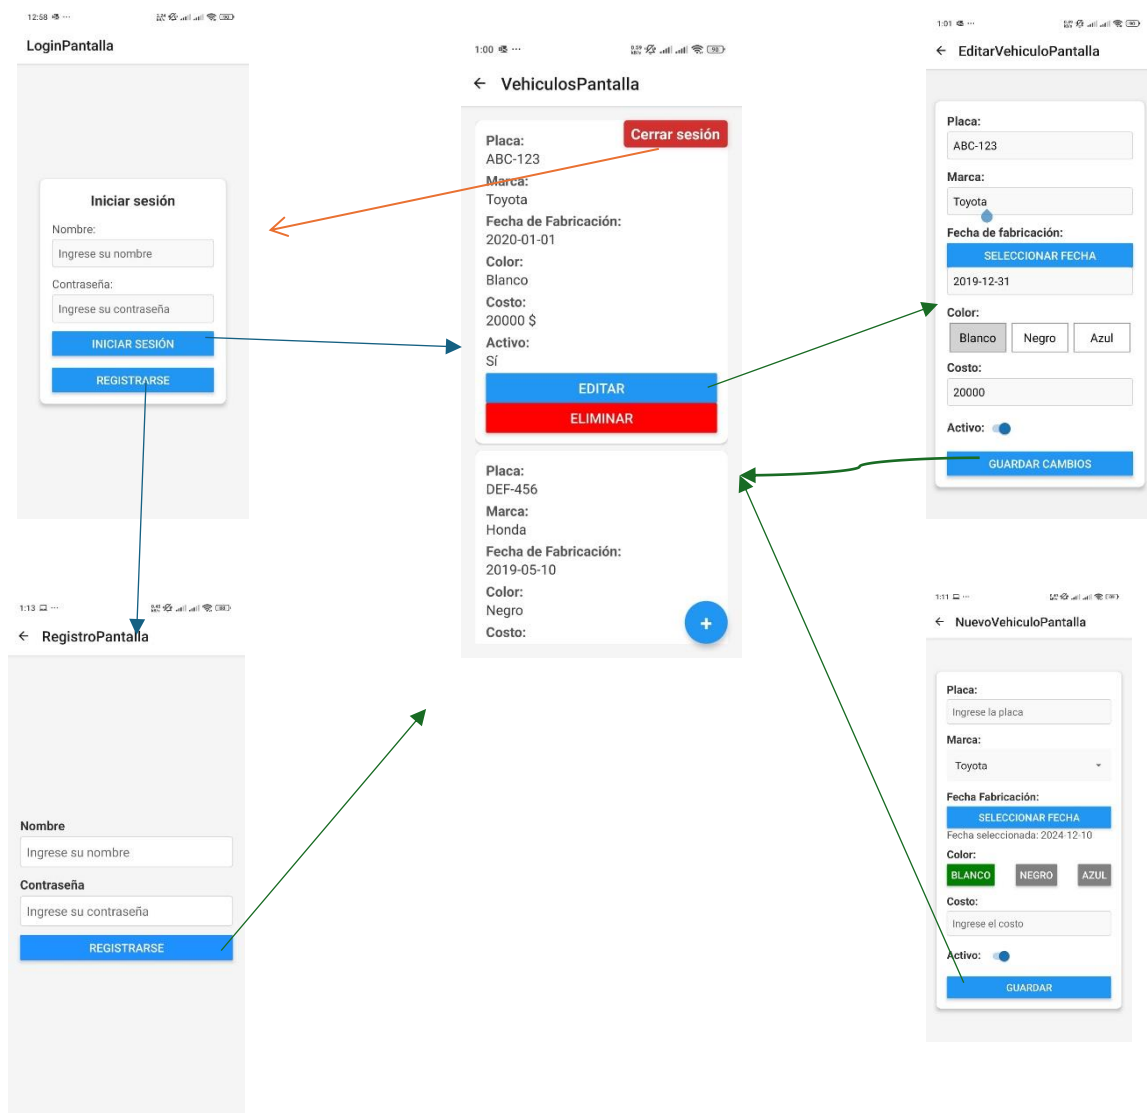 12:58
LoginPantalla
Iniciar sesión
Nombre:
Ingrese su nombre
Contraseña:
Ingrese su contraseña
INICIAR SESIÓN
REGISTRARSE
1:13
RegistroPantalla
Nombre
Ingrese su nombre
Contraseña
Ingrese su contraseña
REGISTRARSE
1:00
VehiculosPantalla
Cerrar sesión
Placa:
ABC-123
Marca:
Toyota
Fecha de Fabricación:
2020-01-01
Color:
Blanco
Costo:
20000 $
Activo:
Sí
EDITAR
ELIMINAR
Placa:
DEF-456
Marca:
Honda
Fecha de Fabricación:
2019-05-10
Color:
Negro
Costo:
+
1:01
EditarVehiculoPantalla
Placa:
ABC-123
Marca:
Toyota
Fecha de fabricación:
SELECCIONAR FECHA
2019-12-31
Color:
Blanco Negro Azul
Costo:
20000
Activo:
GUARDAR CAMBIOS
1:11
NuevoVehiculoPantalla
Placa:
Ingrese la placa
Marca:
Toyota
Fecha Fabricación:
SELECCIONAR FECHA
Fecha seleccionada: 2024-12-10
Color:
BLANCO NEGRO AZUL
Costo:
Ingrese el costo
Activo:
GUARDAR